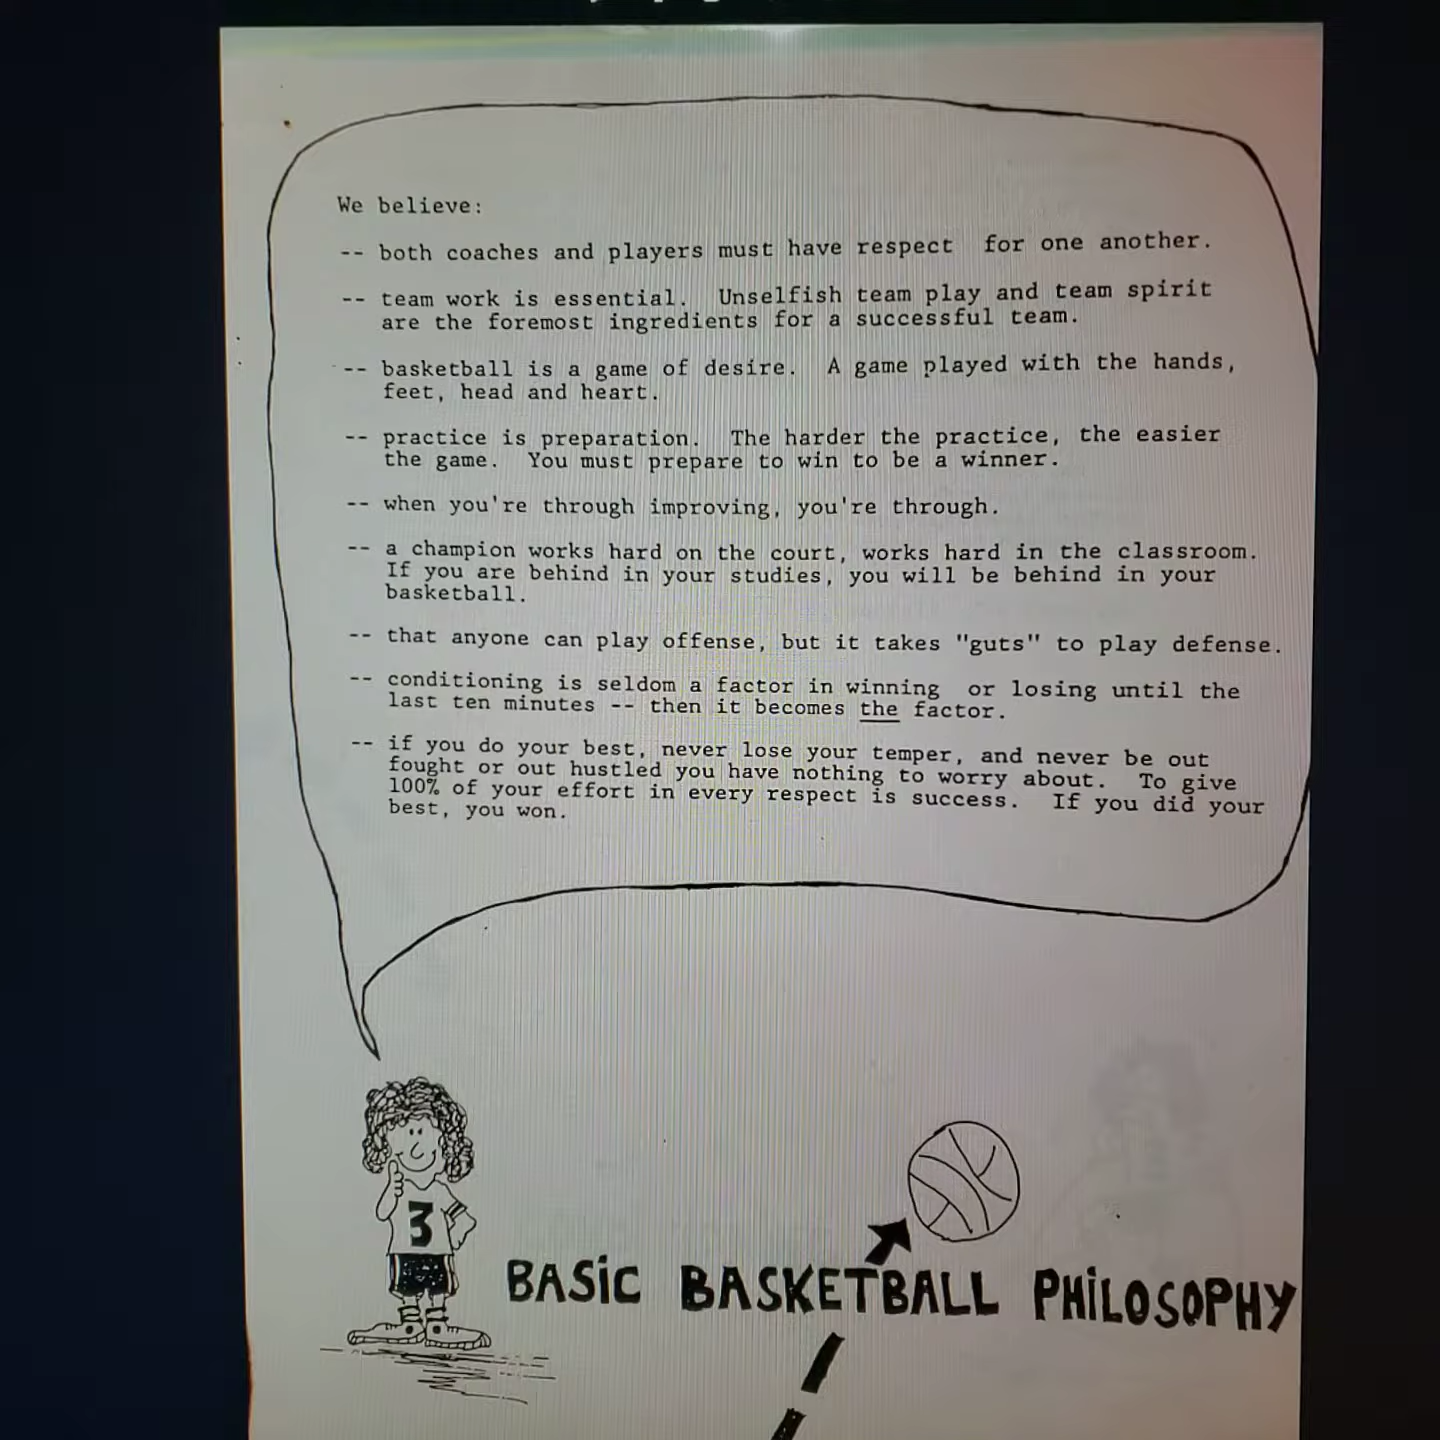 We believe:
-- both coaches and players must have respect for one another.
-- team work is essential. Unselfish team play and team spirit
are the foremost ingredients for a successful team.
-- basketball is a game of desire. A game played with the hands,
feet, head and heart.
-- practice is preparation. The harder the practice, the easier
the game. You must prepare to win to be a winner.
-- when you're through improving, you're through.
-- a champion works hard on the court, works hard in the classroom.
If you are behind in your studies, you will be behind in your
basketball.
-- that anyone can play offense, but it takes "guts" to play defense.
-- conditioning is seldom a factor in winning or losing until the
last ten minutes -- then it becomes the factor.
-- if you do your best, never lose your temper, and never be out
fought or out hustled you have nothing to worry about. To give
100% of your effort in every respect is success. If you did your
best, you won.
3
BASiC BASKETBALL PHiLOSOPHY